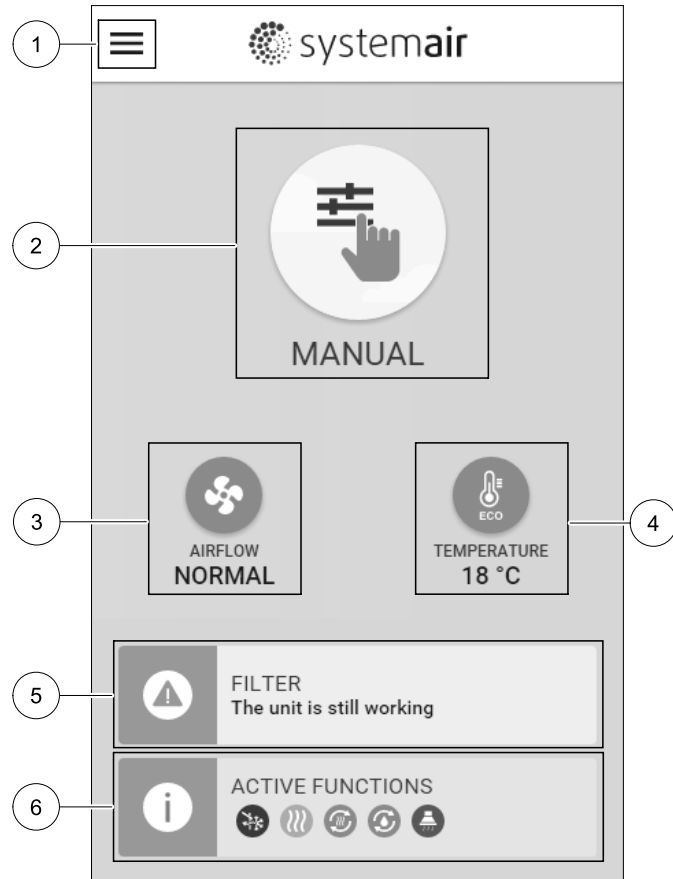 1
systemair
2
MANUAL
3
AIRFLOW
NORMAL
ECO
TEMPERATURE
18 °C
4
5
FILTER
The unit is still working
6
ACTIVE FUNCTIONS